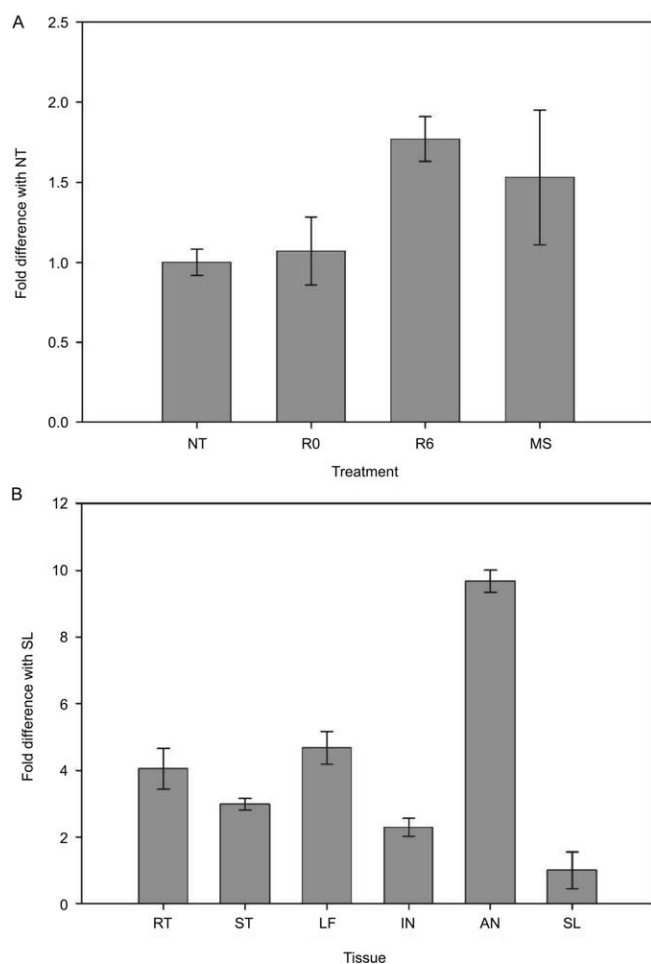 A
2.5
2.0
1.5
1.0
0.5
0.0
Fold difference with NT
NT R0 R6 MS
Treatment
B
12
10
8
6
4
2
0
Fold difference with SL
RT ST LF IN AN SL
Tissue